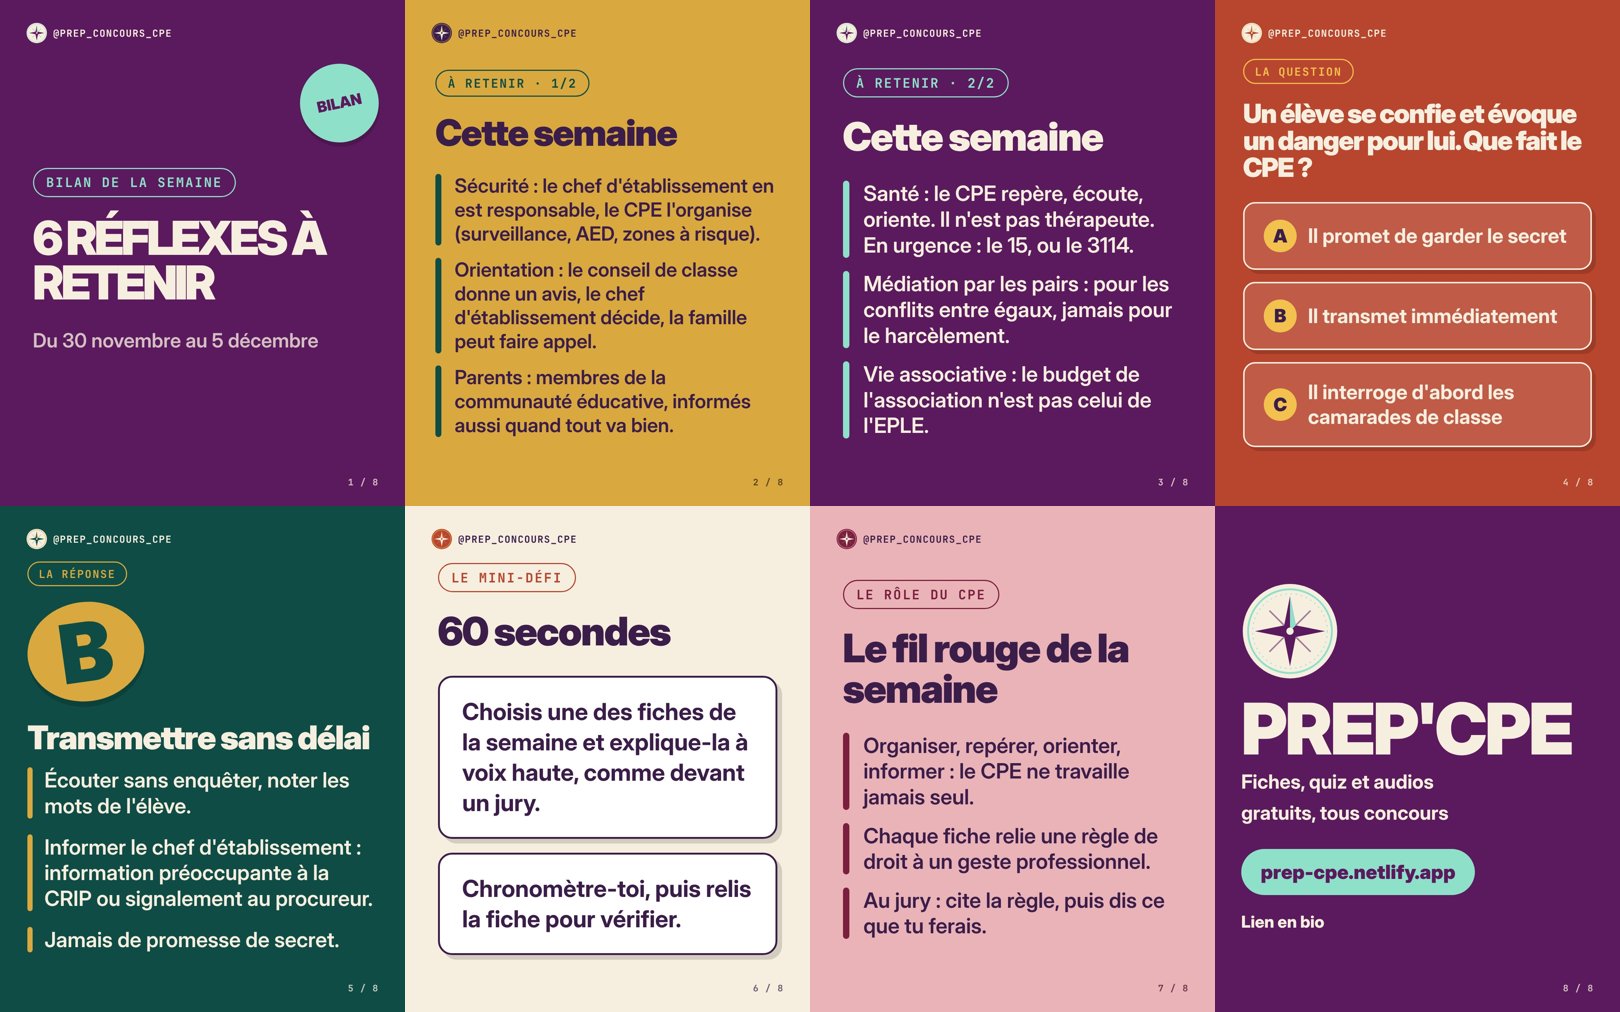 @PREP_CONCOURS_CPE
BILAN
BILAN DE LA SEMAINE
6 RÉFLEXES À
RETENIR
Du 30 novembre au 5 décembre
1 / 8
@PREP_CONCOURS_CPE
À RETENIR · 1/2
Cette semaine
Sécurité : le chef d'établissement en
est responsable, le CPE l'organise
(surveillance, AED, zones à risque).
Orientation : le conseil de classe
donne un avis, le chef
d'établissement décide, la famille
peut faire appel.
Parents : membres de la
communauté éducative, informés
aussi quand tout va bien.
2 / 8
@PREP_CONCOURS_CPE
À RETENIR · 2/2
Cette semaine
Santé : le CPE repère, écoute,
oriente. Il n'est pas thérapeute.
En urgence : le 15, ou le 3114.
Médiation par les pairs : pour les
conflits entre égaux, jamais pour
le harcèlement.
Vie associative : le budget de
l'association n'est pas celui de
l'EPLE.
3 / 8
@PREP_CONCOURS_CPE
LA QUESTION
Un élève se confie et évoque
un danger pour lui. Que fait le
CPE ?
A Il promet de garder le secret
B Il transmet immédiatement
C Il interroge d'abord les
camarades de classe
4 / 8
@PREP_CONCOURS_CPE
LA RÉPONSE
B
Transmettre sans délai
Écouter sans enquêter, noter les
mots de l'élève.
Informer le chef d'établissement :
information préoccupante à la
CRIP ou signalement au procureur.
Jamais de promesse de secret.
5 / 8
@PREP_CONCOURS_CPE
LE MINI-DÉFI
60 secondes
Choisis une des fiches de
la semaine et explique-la à
voix haute, comme devant
un jury.
Chronomètre-toi, puis relis
la fiche pour vérifier.
6 / 8
@PREP_CONCOURS_CPE
LE RÔLE DU CPE
Le fil rouge de la
semaine
Organiser, repérer, orienter,
informer : le CPE ne travaille
jamais seul.
Chaque fiche relie une règle de
droit à un geste professionnel.
Au jury : cite la règle, puis dis ce
que tu ferais.
7 / 8
PREP'CPE
Fiches, quiz et audios
gratuits, tous concours
prep-cpe.netlify.app
Lien en bio
8 / 8